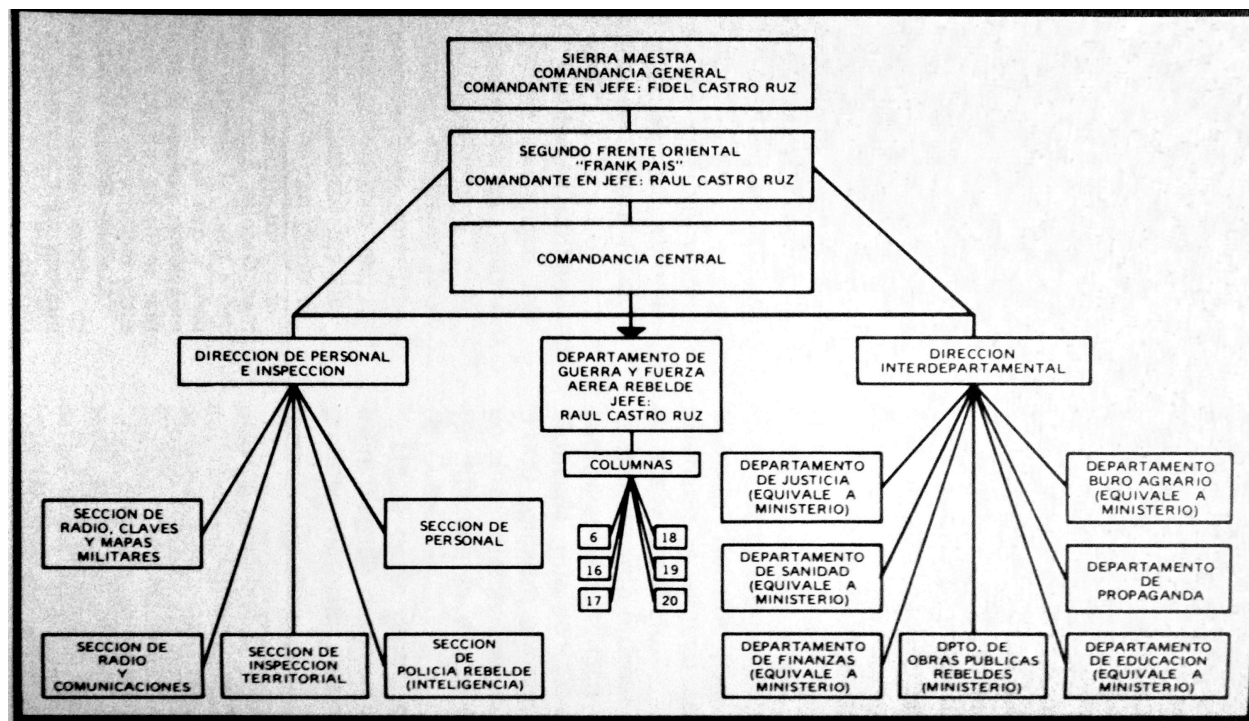 SIERRA MAESTRA
COMANDANCIA GENERAL
COMANDANTE EN JEFE: FIDEL CASTRO RUZ
SEGUNDO FRENTE ORIENTAL
"FRANK PAIS"
COMANDANTE EN JEFE: RAUL CASTRO RUZ
COMANDANCIA CENTRAL
DIRECCION DE PERSONAL
E INSPECCION
DEPARTAMENTO DE
GUERRA Y FUERZA
AEREA REBELDE
JEFE:
RAUL CASTRO RUZ
DIRECCION
INTERDEPARTAMENTAL
SECCION DE
RADIO, CLAVES
Y MAPAS
MILITARES
SECCION DE
PERSONAL
SECCION DE
RADIO
Y
COMUNICACIONES
SECCION DE
INSPECCION
TERRITORIAL
SECCION
DE
POLICIA REBELDE
(INTELIGENCIA)
COLUMNAS
6
18
16
19
17
20
DEPARTAMENTO
DE JUSTICIA
(EQUIVALE A
MINISTERIO)
DEPARTAMENTO
BURO AGRARIO
(EQUIVALE A
MINISTERIO)
DEPARTAMENTO
DE SANIDAD
(EQUIVALE A
MINISTERIO)
DEPARTAMENTO
DE
PROPAGANDA
DEPARTAMENTO
DE FINANZAS
(EQUIVALE A
MINISTERIO)
DPTO. DE
OBRAS PUBLICAS
REBELDES
(MINISTERIO)
DEPARTAMENTO
DE EDUCACION
(EQUIVALE A
MINISTERIO)